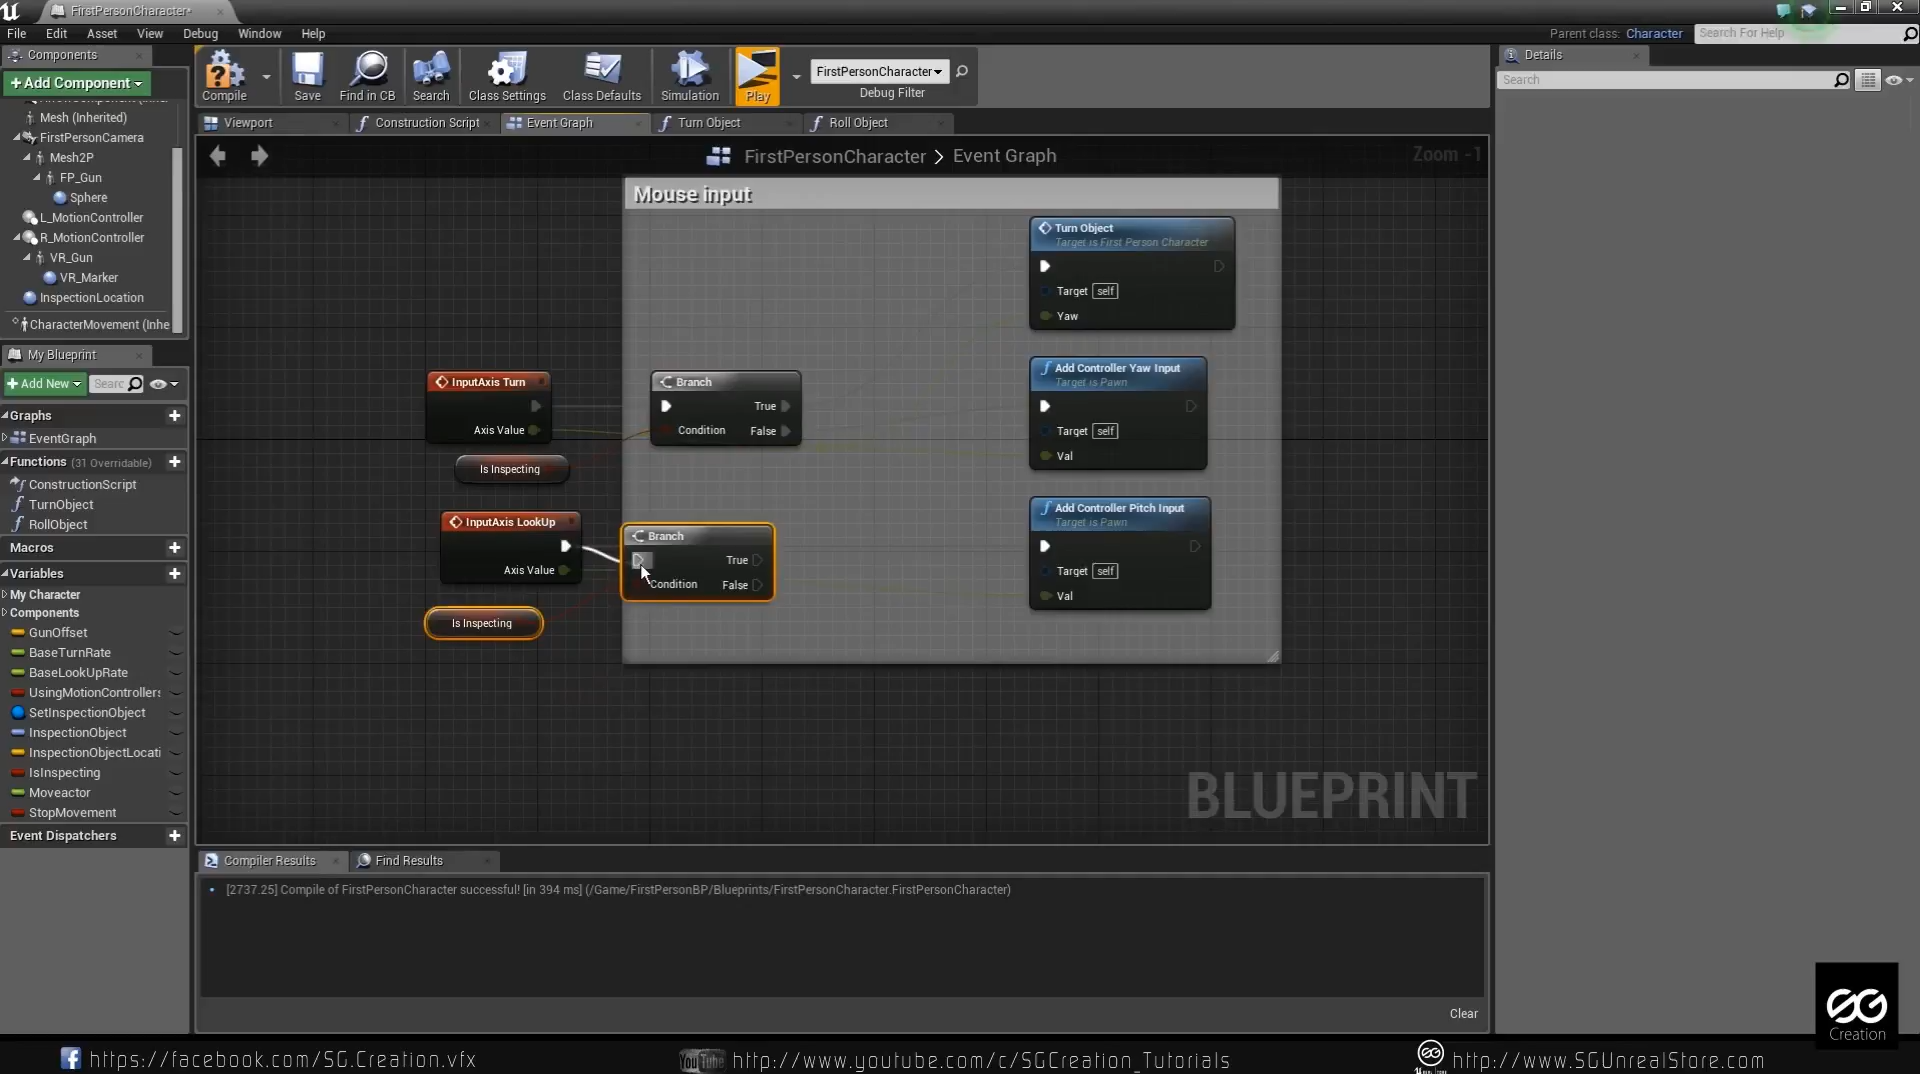 FirstPersonCharacter*
File Edit Asset View Debug Window Help
Parent class: Character
Search For Help
Components
+Add Component
Mesh (Inherited)
FirstPersonCamera
Mesh2P
FP_Gun
Sphere
L_MotionController
R_MotionController
VR_Gun
VR_Marker
InspectionLocation
CharacterMovement (Inhe
Compile
Save
Find in CB
Search
Class Settings
Class Defaults
Simulation
Play
FirstPersonCharacter
Debug Filter
Viewport
Construction Script
Event Graph
Turn Object
Roll Object
FirstPersonCharacter > Event Graph
Zoom -1
My Blueprint
+Add New
Searc
Graphs
EventGraph
Functions (31 Overridable)
ConstructionScript
TurnObject
RollObject
Macros
Variables
My Character
Components
GunOffset
BaseTurnRate
BaseLookUpRate
UsingMotionControllers
SetInspectionObject
InspectionObject
InspectionObjectLocati
IsInspecting
Moveactor
StopMovement
Event Dispatchers
Mouse input
Turn Object
Target is First Person Character
Target self
Yaw
InputAxis Turn
Axis Value
Is Inspecting
Branch
True
Condition False
Add Controller Yaw Input
Target is Pawn
Target self
Val
InputAxis LookUp
Axis Value
Is Inspecting
Branch
True
Condition False
Add Controller Pitch Input
Target is Pawn
Target self
Val
BLUEPRINT
Compiler Results
Find Results
[2737.25] Compile of FirstPersonCharacter successful! [in 394 ms] (/Game/FirstPersonBP/Blueprints/FirstPersonCharacter.FirstPersonCharacter)
Clear
Details
Search
SG
Creation
https://facebook.com/SG.Creation.vfx
YouTube
http://www.youtube.com/c/SGCreation_Tutorials
http://www.SGUnrealStore.com